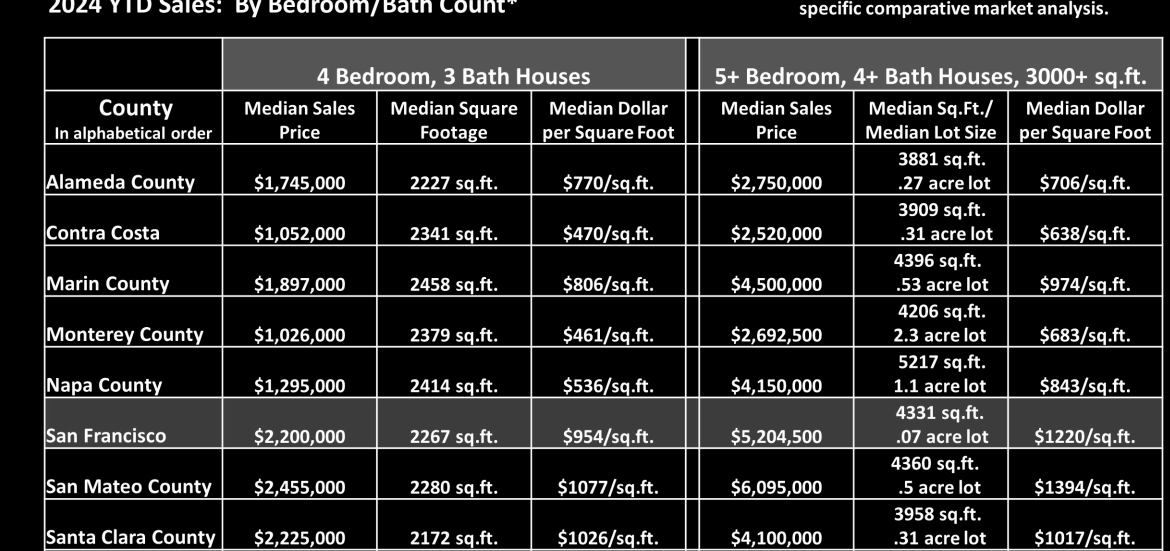 2024 YTD Sales: By Bedroom/Bath Count*
specific comparative market analysis.
4 Bedroom, 3 Bath Houses
5+ Bedroom, 4+ Bath Houses, 3000+ sq.ft.
County
In alphabetical order
Median Sales
Price
Median Square
Footage
Median Dollar
per Square Foot
Median Sales
Price
Median Sq.Ft./
Median Lot Size
Median Dollar
per Square Foot
Alameda County $1,745,000 2227 sq.ft. $770/sq.ft. $2,750,000 3881 sq.ft.
.27 acre lot $706/sq.ft.
Contra Costa $1,052,000 2341 sq.ft. $470/sq.ft. $2,520,000 3909 sq.ft.
.31 acre lot $638/sq.ft.
Marin County $1,897,000 2458 sq.ft. $806/sq.ft. $4,500,000 4396 sq.ft.
.53 acre lot $974/sq.ft.
Monterey County $1,026,000 2379 sq.ft. $461/sq.ft. $2,692,500 4206 sq.ft.
2.3 acre lot $683/sq.ft.
Napa County $1,295,000 2414 sq.ft. $536/sq.ft. $4,150,000 5217 sq.ft.
1.1 acre lot $843/sq.ft.
San Francisco $2,200,000 2267 sq.ft. $954/sq.ft. $5,204,500 4331 sq.ft.
.07 acre lot $1220/sq.ft.
San Mateo County $2,455,000 2280 sq.ft. $1077/sq.ft. $6,095,000 4360 sq.ft.
.5 acre lot $1394/sq.ft.
Santa Clara County $2,225,000 2172 sq.ft. $1026/sq.ft. $4,100,000 3958 sq.ft.
.31 acre lot $1017/sq.ft.